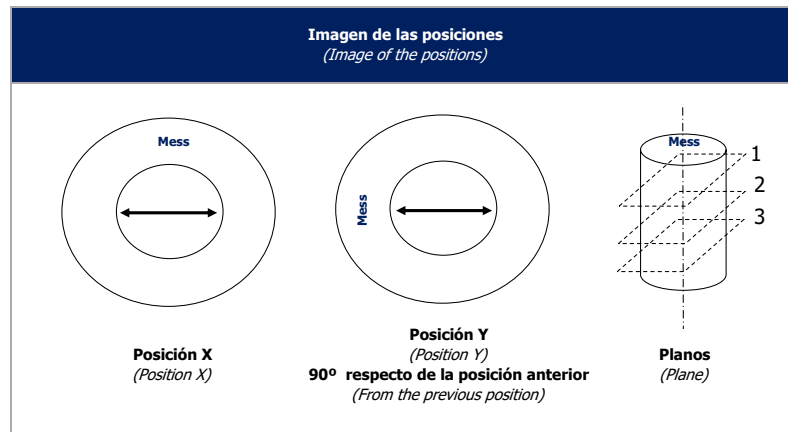 Imagen de las posiciones
(Image of the positions)
Mess
Posición X
(Position X)
Mess
Posición Y
(Position Y)
90º respecto de la posición anterior
(From the previous position)
Mess
1
2
3
Planos
(Plane)